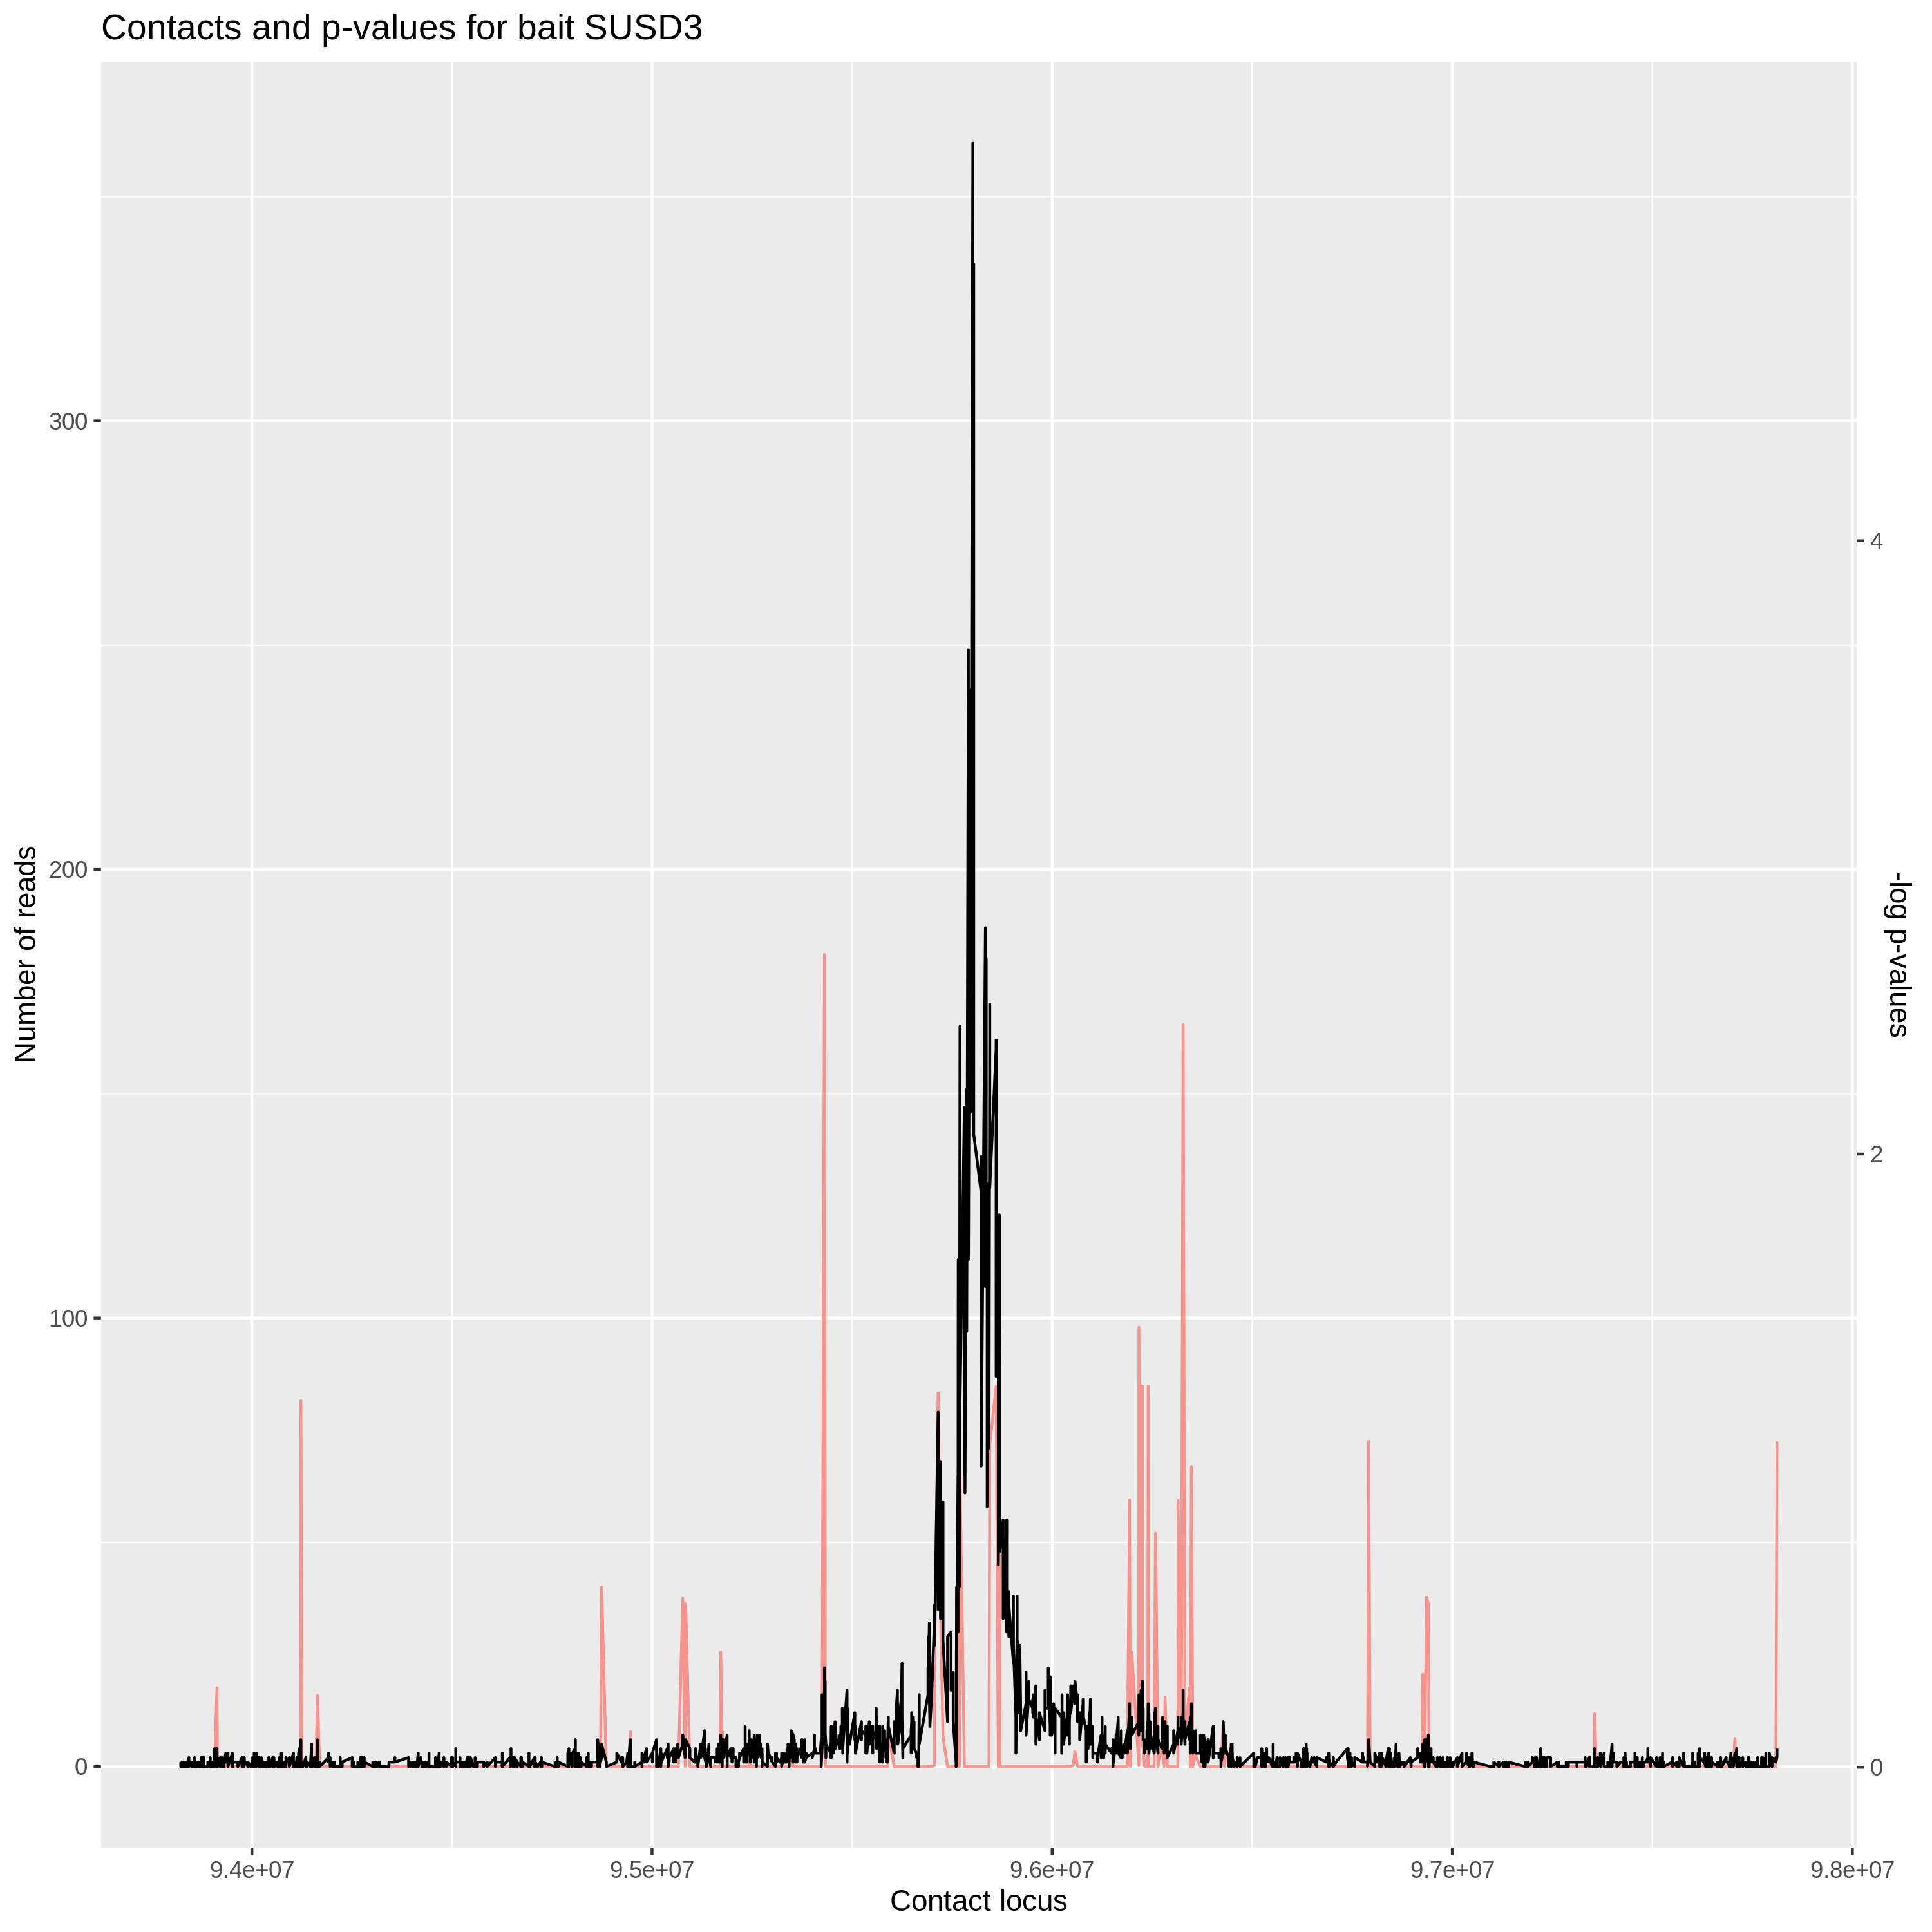 Contacts and p-values for bait SUSD3
300
200
100
0
Number of reads
4
2
0
-log p-values
9.4e+07
9.5e+07
9.6e+07
9.7e+07
9.8e+07
Contact locus